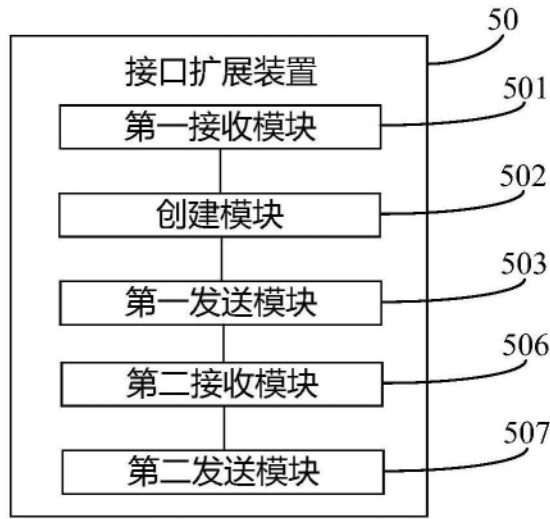 50
接口扩展装置
501
第一接收模块
502
创建模块
503
第一发送模块
506
第二接收模块
507
第二发送模块